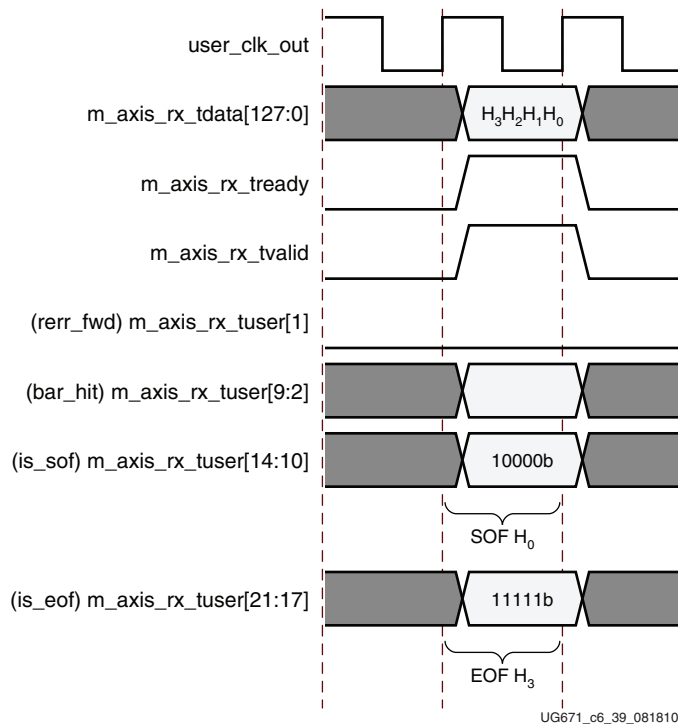 user_clk_out
m_axis_rx_tdata[127:0]
H₃H₂H₁H₀
m_axis_rx_tready
m_axis_rx_tvalid
(rerr_fwd) m_axis_rx_tuser[1]
(bar_hit) m_axis_rx_tuser[9:2]
(is_sof) m_axis_rx_tuser[14:10]
10000b
SOF H₀
(is_eof) m_axis_rx_tuser[21:17]
11111b
EOF H₃
UG671_c6_39_081810